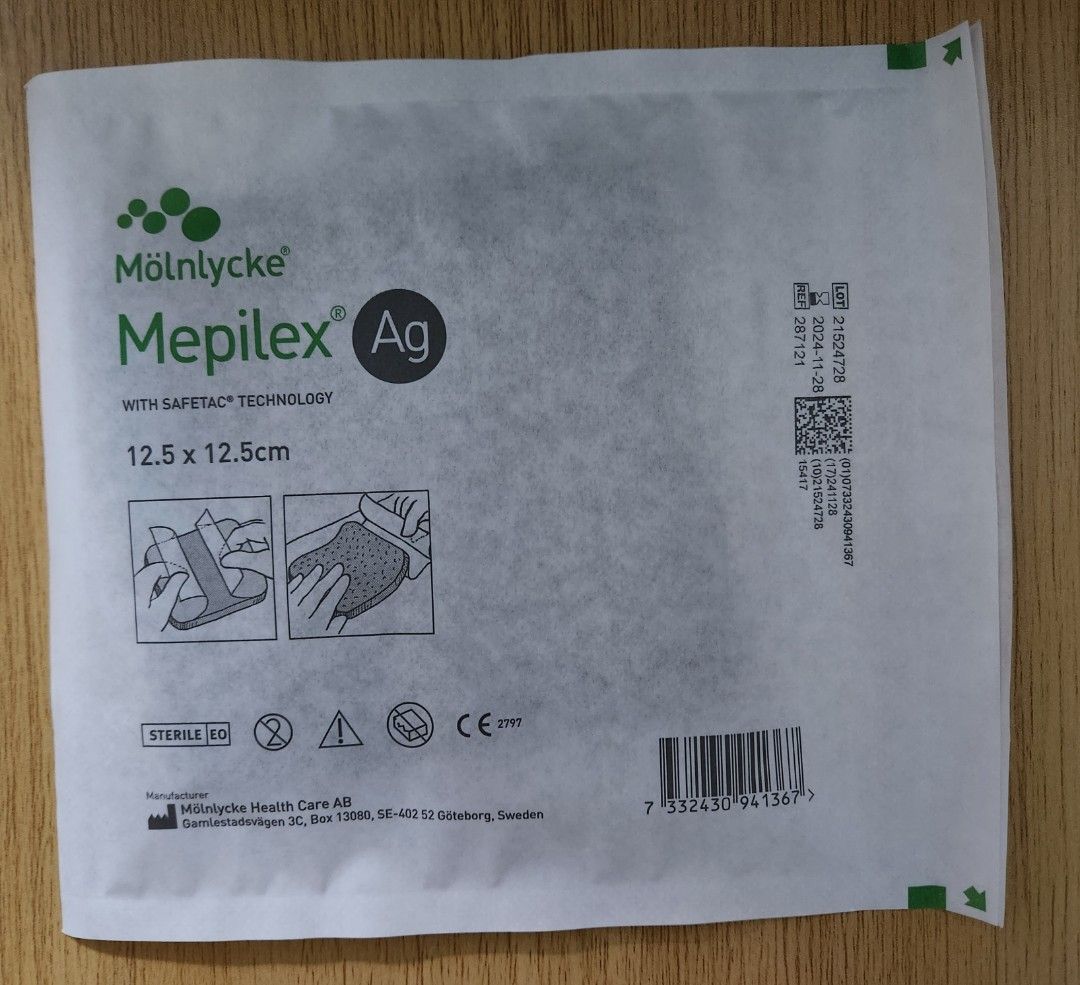 Mölnlycke®
Mepilex® Ag
WITH SAFETAC® TECHNOLOGY
12.5 x 12.5cm
LOT 21524728
2024-11-28
REF 287121
(01)07332430941367
(17)241128
(10)21524728
15417
STERILE EO
2
CE 2797
Manufacturer
Mölnlycke Health Care AB
Gamlestadsvägen 3C, Box 13080, SE-402 52 Göteborg, Sweden
7 332430 941367 >